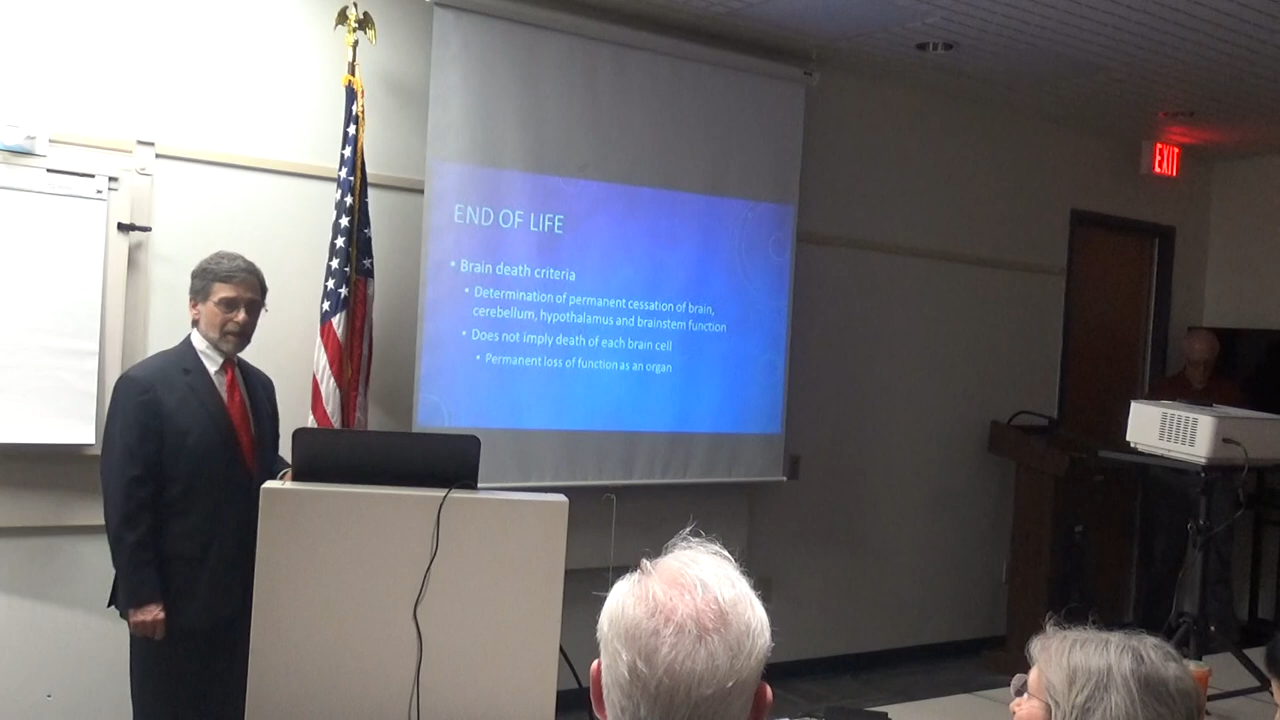 END OF LIFE
• Brain death criteria
• Determination of permanent cessation of brain,
cerebellum, hypothalamus and brainstem function
• Does not imply death of each brain cell
• Permanent loss of function as an organ
EXIT